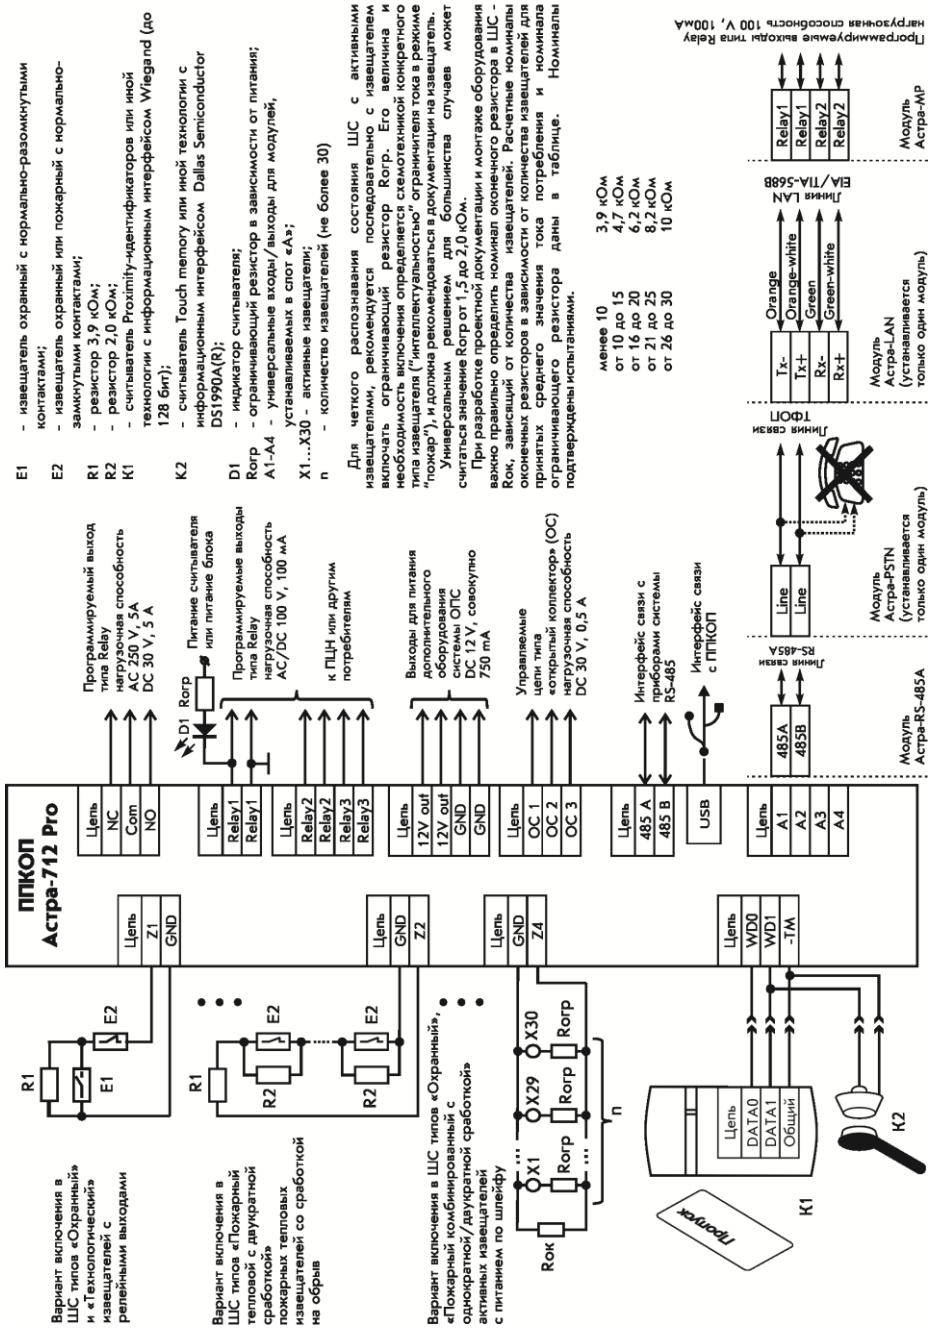 ППКОП
Астра-712 Pro
Вариант включения в
ШС типов «Охранный»
и «Технологический»
извещателей с
релейными выходами
R1
E1
E2
Цепь
Z1
GND
Вариант включения в
ШС типов «Пожарный
тепловой с двукратной
сработкой»
пожарных тепловых
извещателей со сработкой
на обрыв
R1
R2
E2
R2
E2
Цепь
GND
Z2
Вариант включения в ШС типов «Охранный»,
«Пожарный комбинированный с
однократной/двукратной сработкой»
активных извещателей
с питанием по шлейфу
Rок
X1
Rогр
X29
Rогр
X30
Rогр
n
Цепь
GND
Z4
Пропуск
K1
Цепь
DATA0
DATA1
Общий
K2
Цепь
WD0
WD1
-TM
Цепь
NC
Com
NO
Программируемый выход
типа Relay
нагрузочная способность
AC 250 V, 5A
DC 30 V, 5 A
Цепь
Relay1
Relay1
D1
Rогр
Питание считывателя
или питание блока
Программируемые выходы
типа Relay
нагрузочная способность
AC/DC 100 V, 100 мА
Цепь
Relay2
Relay2
Relay3
Relay3
к ПЦН или другим
потребителям
Цепь
12V out
12V out
GND
GND
Выходы для питания
дополнительного
оборудования
системы ОПС
DC 12 V, совокупно
750 mA
Цепь
OC 1
OC 2
OC 3
Управляемые
цепи типа
«открытый коллектор» (ОС)
нагрузочная способность
DC 30 V, 0,5 A
Цепь
485 A
485 B
Интерфейс связи с
приборами системы
RS-485
USB
Интерфейс связи
с ППКОП
Цепь
A1
A2
A3
A4
485A
485B
Линия связи
RS-485A
Модуль
Астра-RS-485A
Line
Line
Линия связи
ТФОП
Модуль
Астра-PSTN
(устанавливается
только один модуль)
Tx-
Tx+
Rx-
Rx+
Orange
Orange-white
Green
Green-white
Линия LAN
EIA/TIA-568B
Модуль
Астра-LAN
(устанавливается
только один модуль)
Relay1
Relay1
Relay2
Relay2
Программируемые выходы типа Relay
нагрузочная способность 100 V, 100мА
Модуль
Астра-МР
E1 - извещатель охранный с нормально-разомкнутыми
контактами;
E2 - извещатель охранный или пожарный с нормально-
замкнутыми контактами;
R1 - резистор 3,9 кОм;
R2 - резистор 2,0 кОм;
K1 - считыватель Proximity-идентификаторов или иной
технологии с информационным интерфейсом Wiegand (до
128 бит);
K2 - считыватель Touch memory или иной технологии с
информационным интерфейсом Dallas Semiconductor
DS1990A(R);
D1 - индикатор считывателя;
Rогр - ограничивающий резистор в зависимости от питания;
A1-A4 - универсальные входы/выходы для модулей,
устанавливаемых в слот «А»;
X1...X30 - активные извещатели;
n - количество извещателей (не более 30)
Для четкого распознавания состояния ШС с активными
извещателями, рекомендуется последовательно с извещателем
включать ограничивающий резистор Rогр. Его величина и
необходимость включения определяется схемотехникой конкретного
типа извещателя ("интеллектуальностью" ограничителя тока в режиме
"пожар"), и должна рекомендоваться в документации на извещатель.
Универсальным решением для большинства случаев может
считаться значение Rогр от 1,5 до 2,0 кОм.
При разработке проектной документации и монтаже оборудования
важно правильно определить номинал оконечного резистора в ШС -
Rок, зависящий от количества извещателей. Расчетные номиналы
оконечных резисторов в зависимости от количества извещателей для
принятых среднего значения тока потребления и номинала
ограничивающего резистора даны в таблице. Номиналы
подтверждены испытаниями.
менее 10 3,9 кОм
от 10 до 15 4,7 кОм
от 16 до 20 6,2 кОм
от 21 до 25 8,2 кОм
от 26 до 30 10 кОм